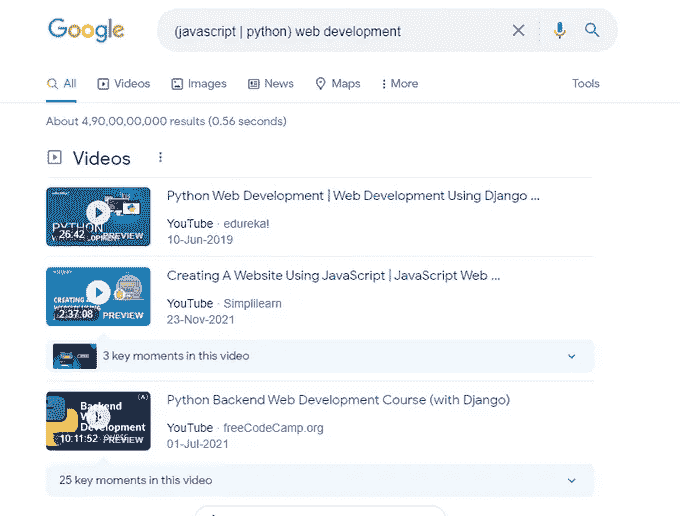 Google
(javascript | python) web development
All Videos Images News Maps More Tools
About 4,90,00,00,000 results (0.56 seconds)
Videos
Python Web Development | Web Development Using Django ...
PYTHON
26:42 PREVIEW
YouTube · edureka!
10-Jun-2019
Creating A Website Using JavaScript | JavaScript Web ...
CREATING A
2:37:08 PREVIEW
YouTube · Simplilearn
23-Nov-2021
3 key moments in this video
Python Backend Web Development Course (with Django)
Backend
Web
Development
10:11:52 PREVIEW
YouTube · freeCodeCamp.org
01-Jul-2021
25 key moments in this video